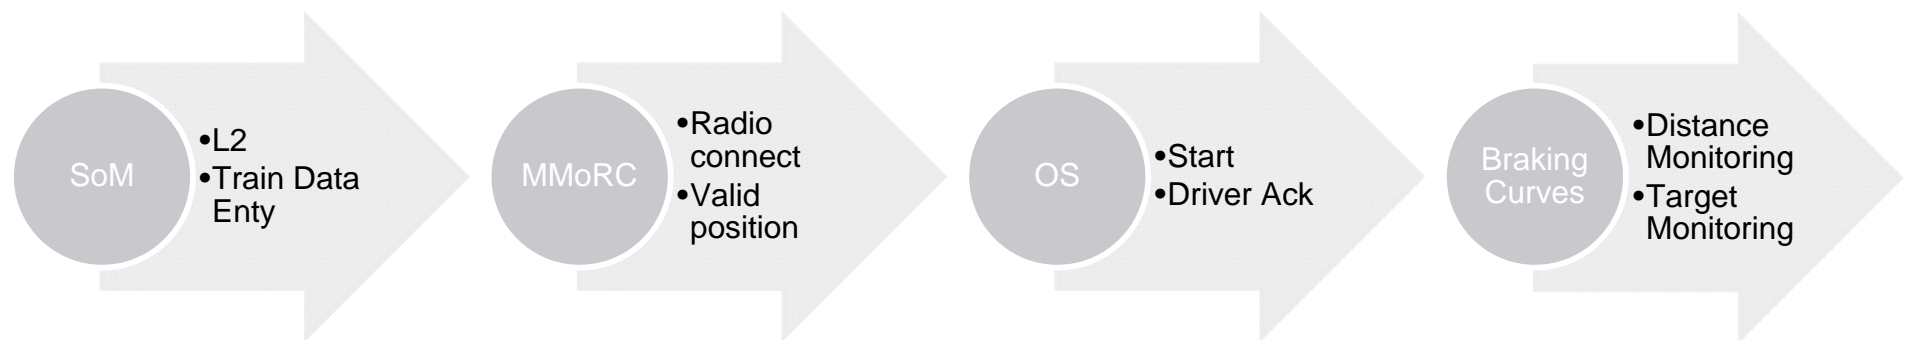 SoM
•L2
•Train Data
Enty
MMoRC
•Radio
connect
•Valid
position
OS
•Start
•Driver Ack
Braking
Curves
•Distance
Monitoring
•Target
Monitoring